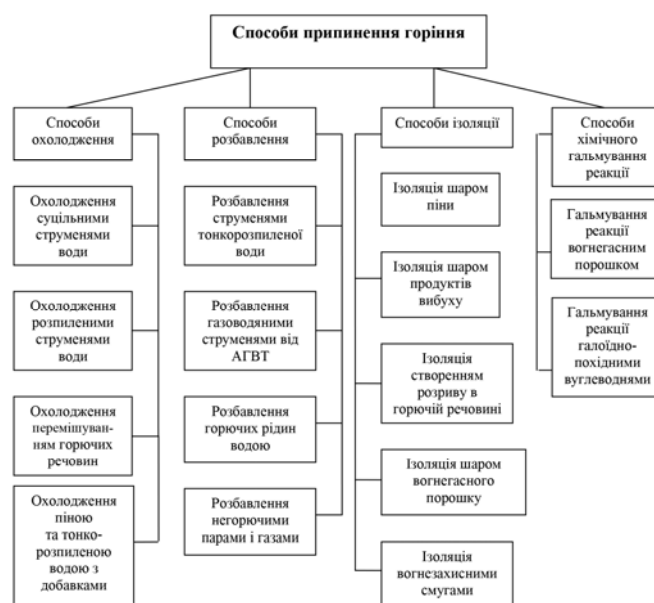 Способи припинення горіння
Способи
охолодження
Охолодження
суцільними
струменями
води
Охолодження
розпиленими
струменями
води
Охолодження
перемішуван-
ням горючих
речовин
Охолодження
піною
та тонко-
розпиленою
водою з
добавками
Способи
розбавлення
Розбавлення
струменями
тонкорозпиленої
води
Розбавлення
газоводяними
струменями від
АГВТ
Розбавлення
горючих рідин
водою
Розбавлення
негорючими
парами і газами
Способи ізоляції
Ізоляція шаром
піни
Ізоляція шаром
продуктів
вибуху
Ізоляція
створенням
розриву в
горючій речовині
Ізоляція шаром
вогнегасного
порошку
Ізоляція
вогнезахисними
смугами
Способи
хімічного
гальмування
реакції
Гальмування
реакції
вогнегасним
порошком
Гальмування
реакції
галоїдно-
похідними
вуглеводнями